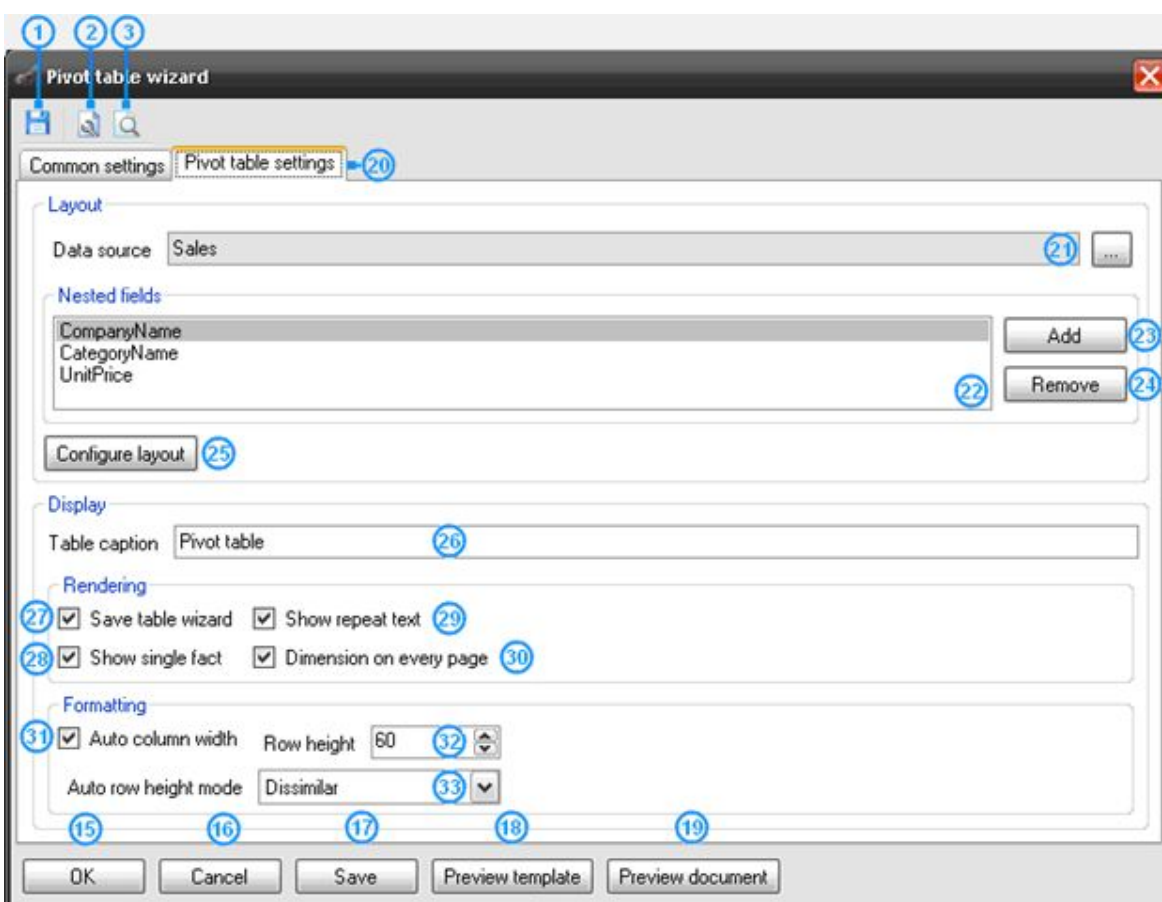 1 2 3
Pivot table wizard
Common settings Pivot table settings 20
Layout
Data source Sales 21 ...
Nested fields
CompanyName
Add 23
CategoryName
UnitPrice
22 Remove 24
Configure layout 25
Display
Table caption Pivot table 26
Rendering
27 Save table wizard Show repeat text 29
28 Show single fact Dimension on every page 30
Formatting
31 Auto column width Row height 60 32
Auto row height mode Dissimilar 33
15 16 17 18 19
OK Cancel Save Preview template Preview document